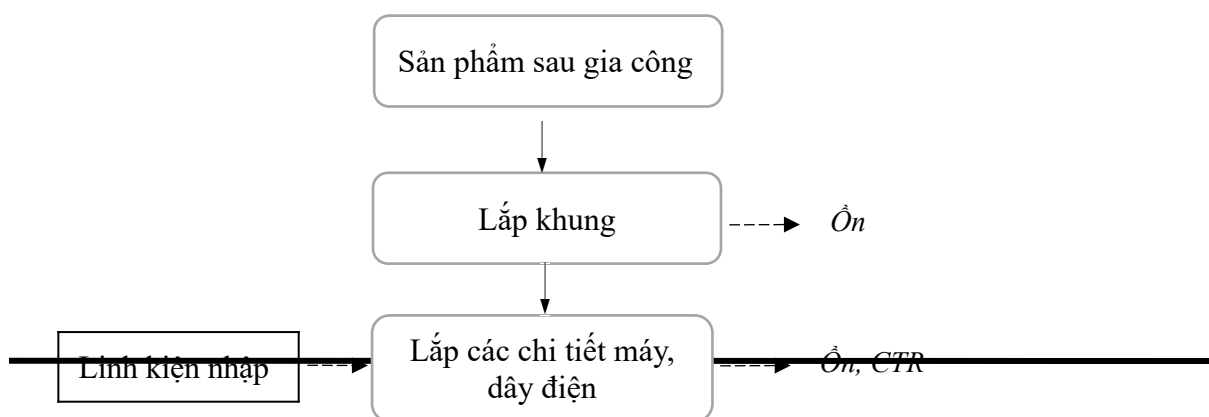 Sản phẩm sau gia công
Lắp khung
Ồn
Linh kiện nhập
Lắp các chi tiết máy,
dây điện
Ồn, CTR